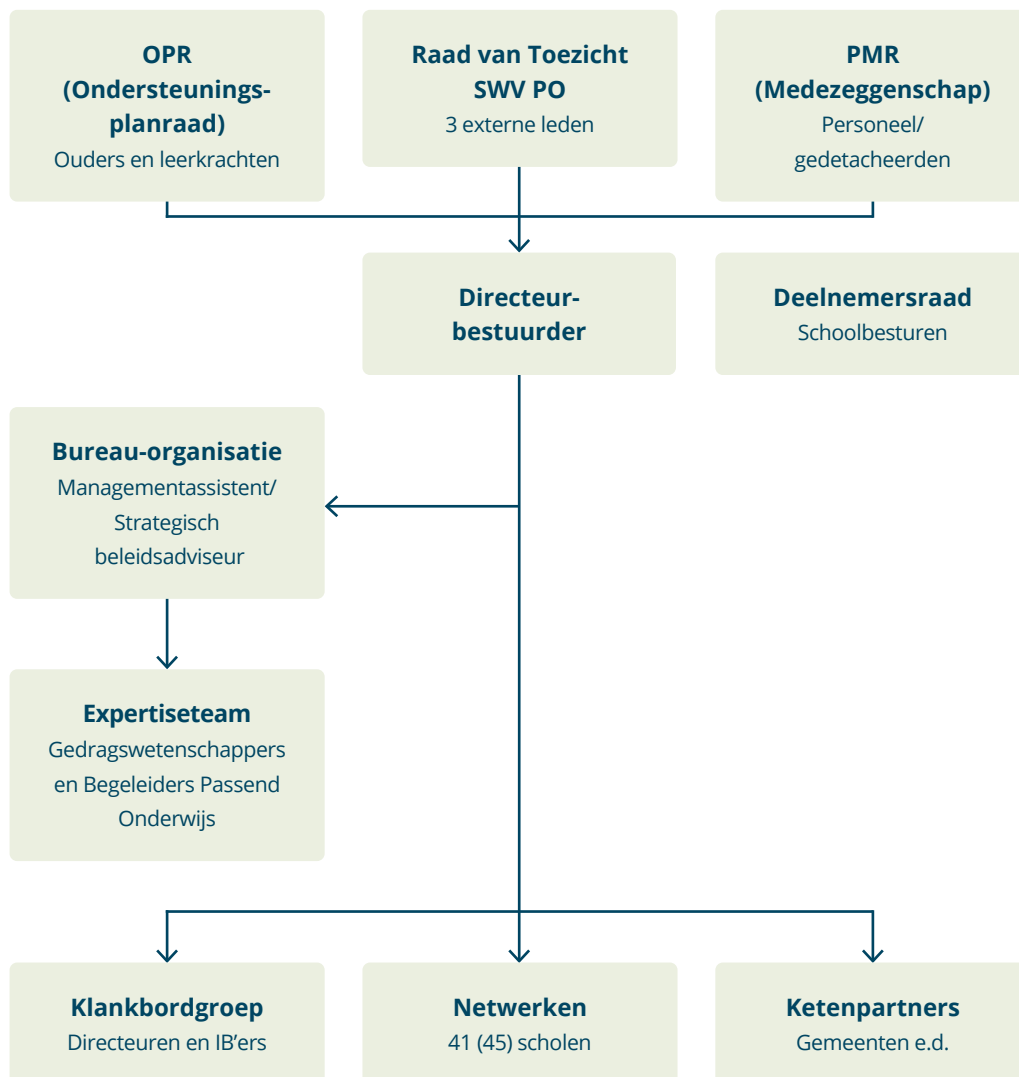 OPR
(Ondersteunings-
planraad)
Ouders en leerkrachten
Raad van Toezicht
SWV PO
3 externe leden
PMR
(Medezeggenschap)
Personeel/
gedetacheerden
Directeur-
bestuurder
Deelnemersraad
Schoolbesturen
Bureau-organisatie
Managementassistent/
Strategisch
beleidsadviseur
Expertiseteam
Gedragswetenschappers
en Begeleiders Passend
Onderwijs
Klankbordgroep
Directeuren en IB’ers
Netwerken
41 (45) scholen
Ketenpartners
Gemeenten e.d.